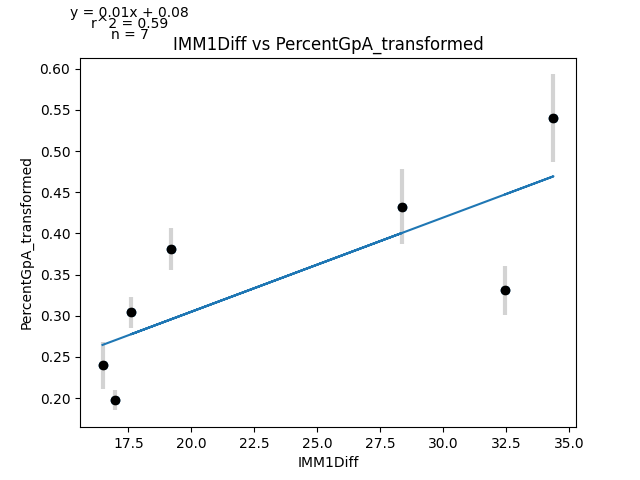 y = 0.01x + 0.08
r^2 = 0.59
n = 7
IMM1Diff vs PercentGpA_transformed
0.60
0.55
0.50
0.45
0.40
0.35
0.30
0.25
0.20
PercentGpA_transformed
17.5 20.0 22.5 25.0 27.5 30.0 32.5 35.0
IMM1Diff